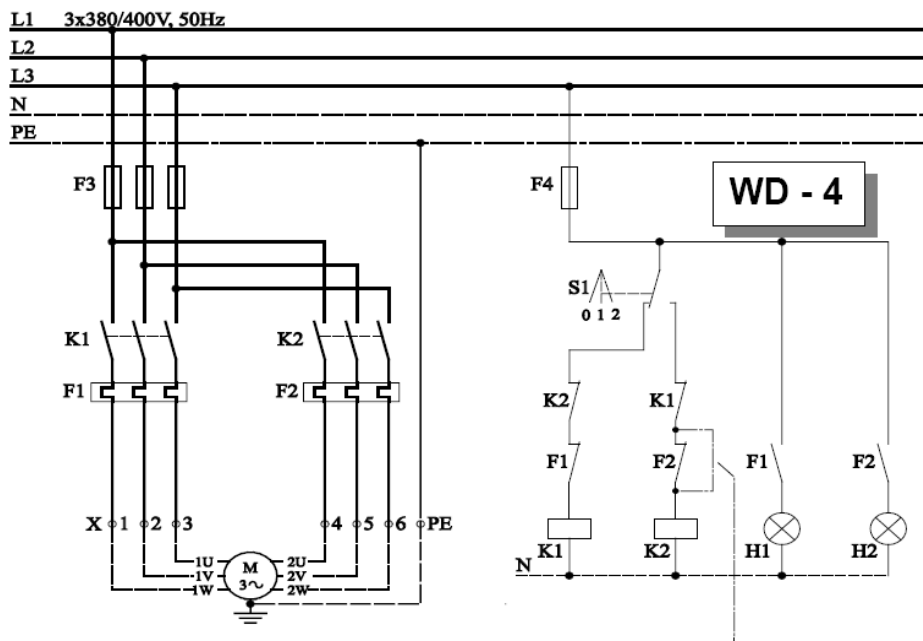 L1 3x380/400V, 50Hz
L2
L3
N
PE
F3
F4
WD - 4
S1
0 1 2
K1
K2
F1
F2
K2
K1
F1
F2
F1
F2
X 1 2 3 4 5 6 PE
K1
K2
H1
H2
1U
M
2U
1V
3~
2V
1W
2W
N